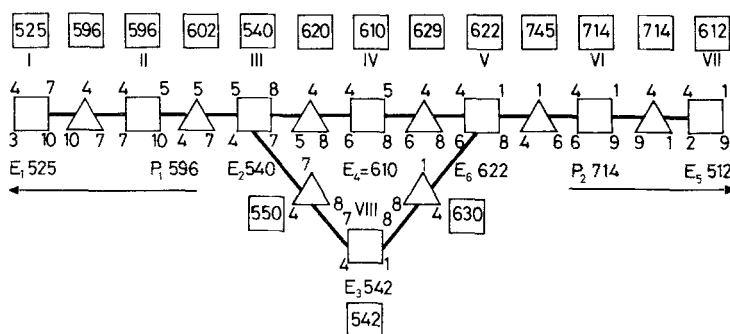 525 596 596 602 540 620 610 629 622 745 714 714 612
I II III IV V VI VII
4 7 4 4 5 5 5 8 4 4 5 4 4 1 1 4 1 4 4 1
3 10 10 7 7 10 4 7 4 7 5 8 6 8 6 8 6 8 4 6 6 9 9 1 2 9
E₁ 525 P₁ 596 E₂ 540 E₄=610 E₆ 622 P₂ 714 E₅ 512
7 1
4 8 8 4
550 VIII 630
7 8
4 1
E₃ 542
542